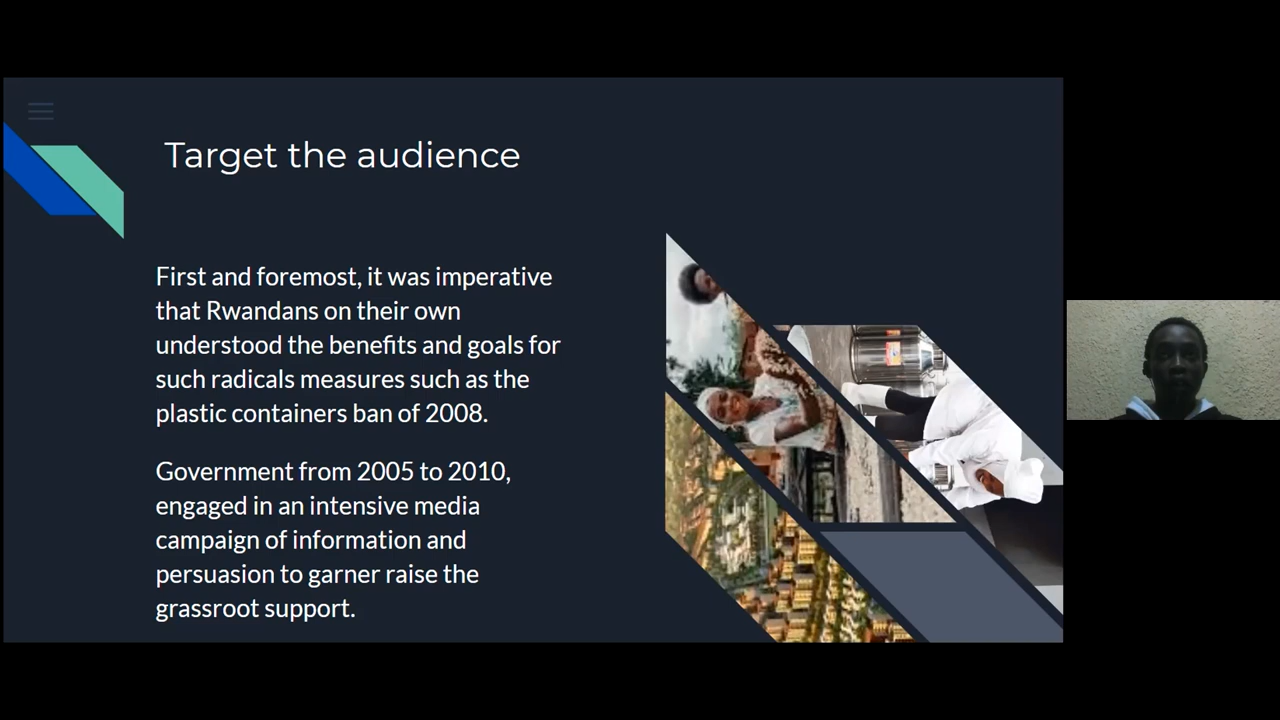 Target the audience
First and foremost, it was imperative
that Rwandans on their own
understood the benefits and goals for
such radicals measures such as the
plastic containers ban of 2008.
Government from 2005 to 2010,
engaged in an intensive media
campaign of information and
persuasion to garner raise the
grassroot support.